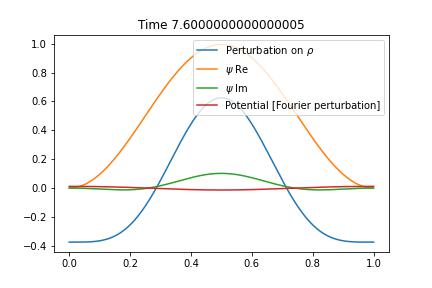 Time 7.6000000000000005
1.0
0.8
0.6
0.4
0.2
0.0
−0.2
−0.4
Perturbation on ρ
ψ Re
ψ Im
Potential [Fourier perturbation]
0.0 0.2 0.4 0.6 0.8 1.0